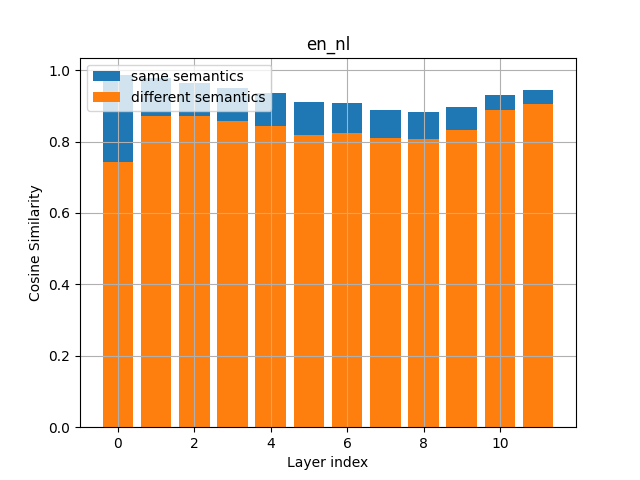 en_nl
same semantics
different semantics
1.0
0.8
0.6
0.4
0.2
0.0
Cosine Similarity
0 2 4 6 8 10
Layer index